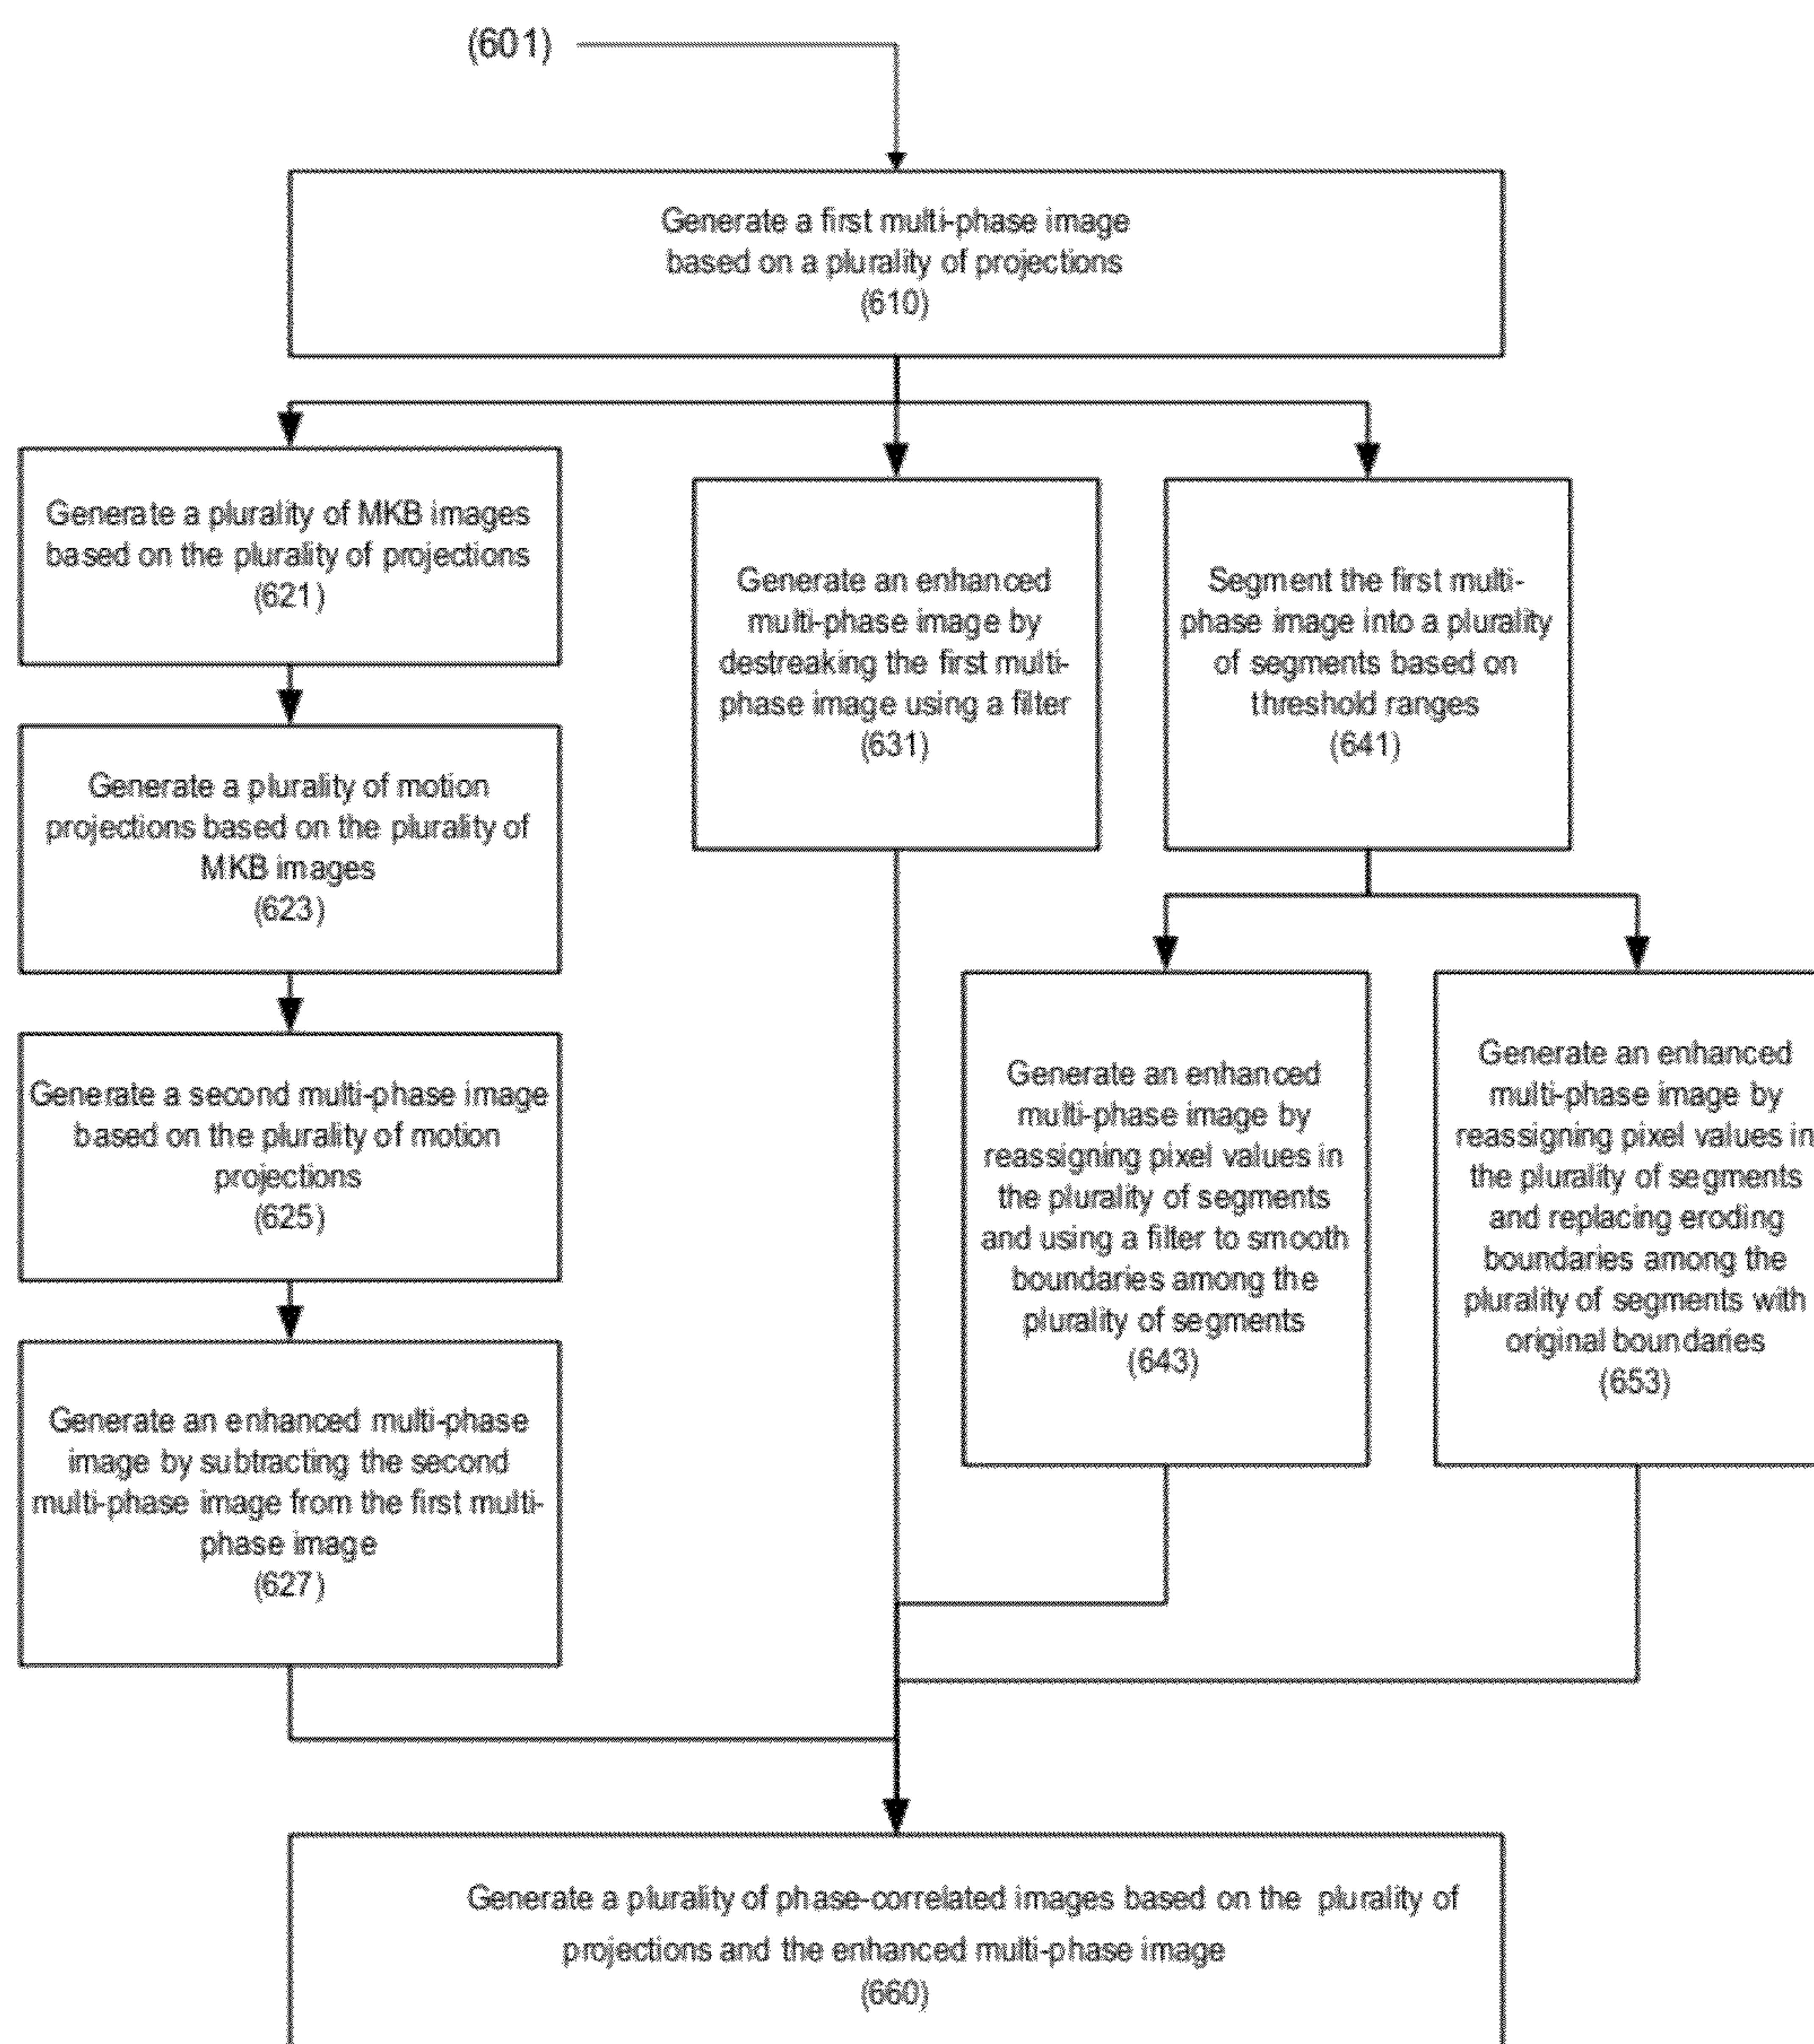 (601)
Generate a first multi-phase image
based on a plurality of projections
(610)
Generate a plurality of MKB images
based on the plurality of projections
(621)
Generate a plurality of motion
projections based on the plurality of
MKB images
(623)
Generate a second multi-phase image
based on the plurality of motion
projections
(625)
Generate an enhanced multi-phase
image by subtracting the second
multi-phase image from the first multi-
phase image
(627)
Generate an enhanced
multi-phase image by
destreaking the first multi-
phase image using a filter
(631)
Segment the first multi-
phase image into a plurality
of segments based on
threshold ranges
(641)
Generate an enhanced
multi-phase image by
reassigning pixel values in
the plurality of segments
and using a filter to smooth
boundaries among the
plurality of segments
(643)
Generate an enhanced
multi-phase image by
reassigning pixel values in
the plurality of segments
and replacing eroding
boundaries among the
plurality of segments with
original boundaries
(653)
Generate a plurality of phase-correlated images based on the plurality of
projections and the enhanced multi-phase image
(660)